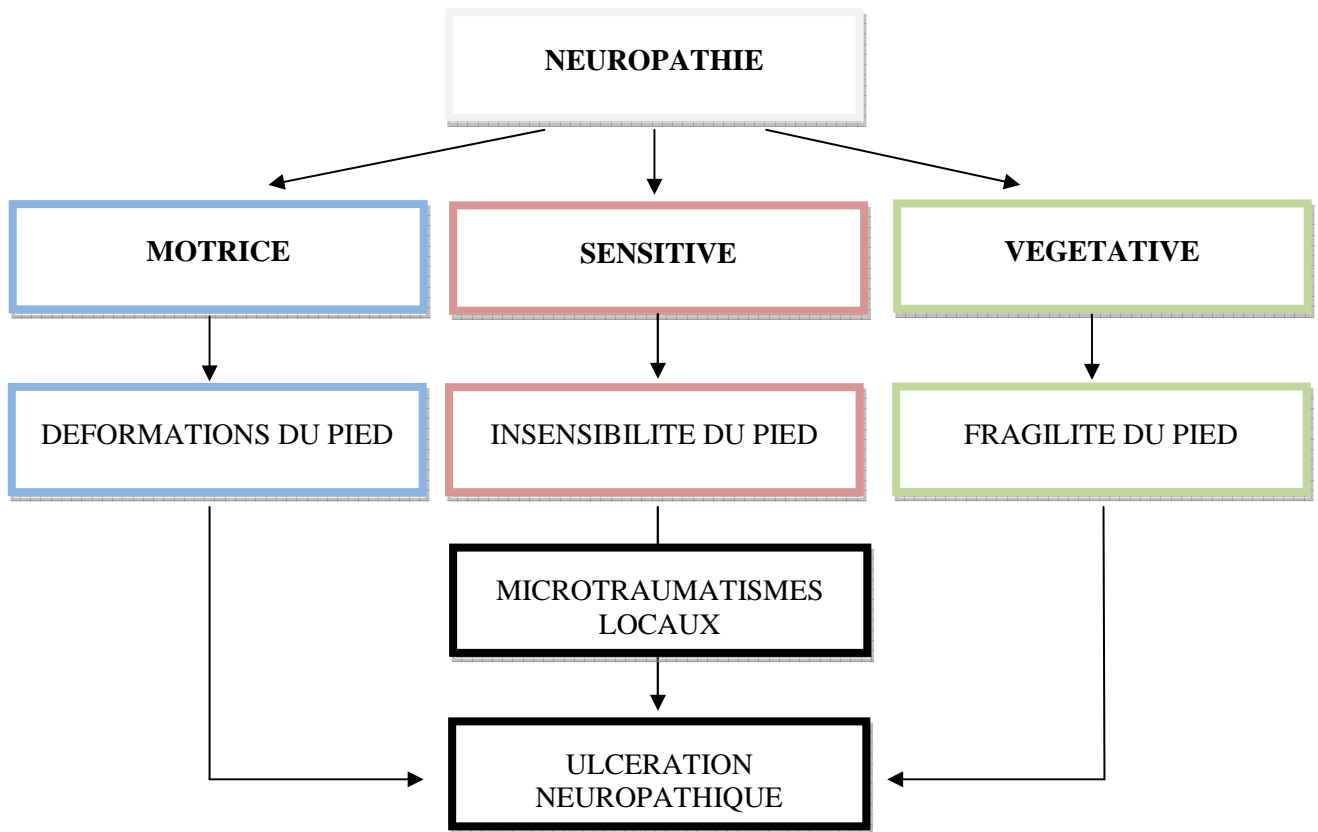 NEUROPATHIE
MOTRICE
SENSITIVE
VEGETATIVE
DEFORMATIONS DU PIED
INSENSIBILITE DU PIED
FRAGILITE DU PIED
MICROTRAUMATISMES
LOCAUX
ULCERATION
NEUROPATHIQUE